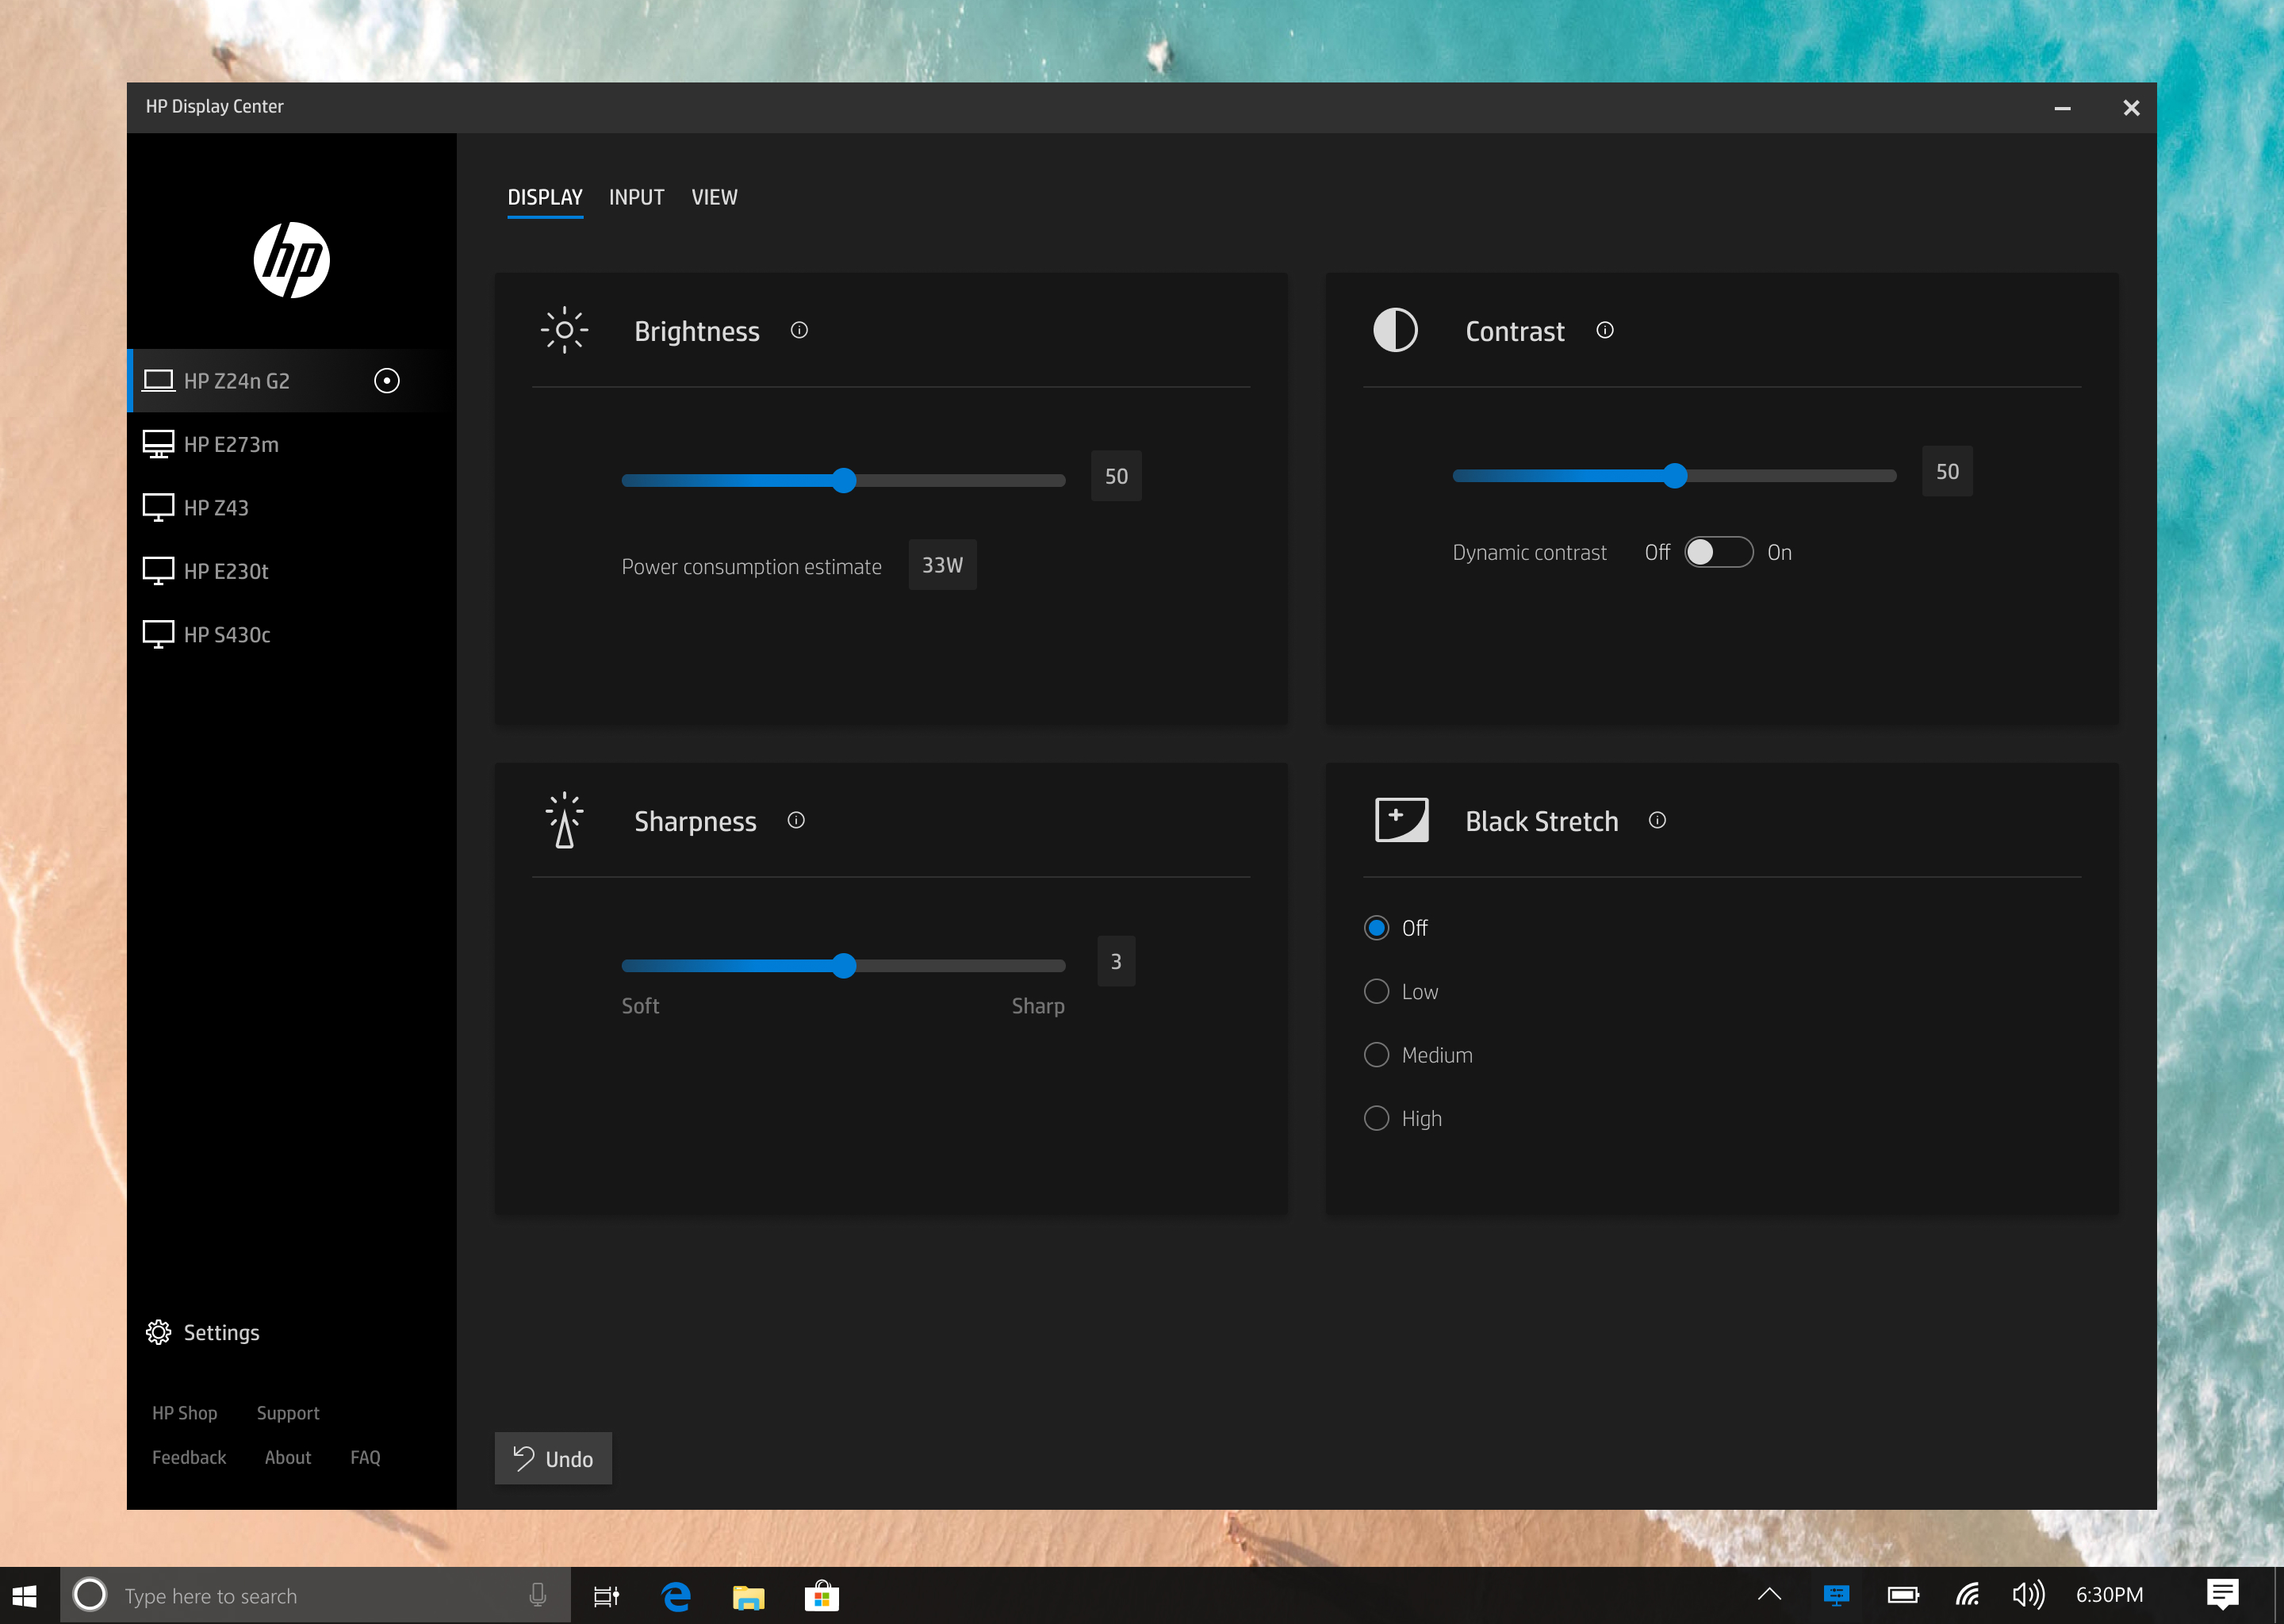 HP Display Center
hp
DISPLAY INPUT VIEW
HP Z24n G2
HP E273m
HP Z43
HP E230t
HP S430c
Brightness
50
Power consumption estimate 33W
Contrast
50
Dynamic contrast Off On
Sharpness
3
Soft Sharp
Black Stretch
Off
Low
Medium
High
Settings
HP Shop Support
Feedback About FAQ
Undo
Type here to search
6:30PM